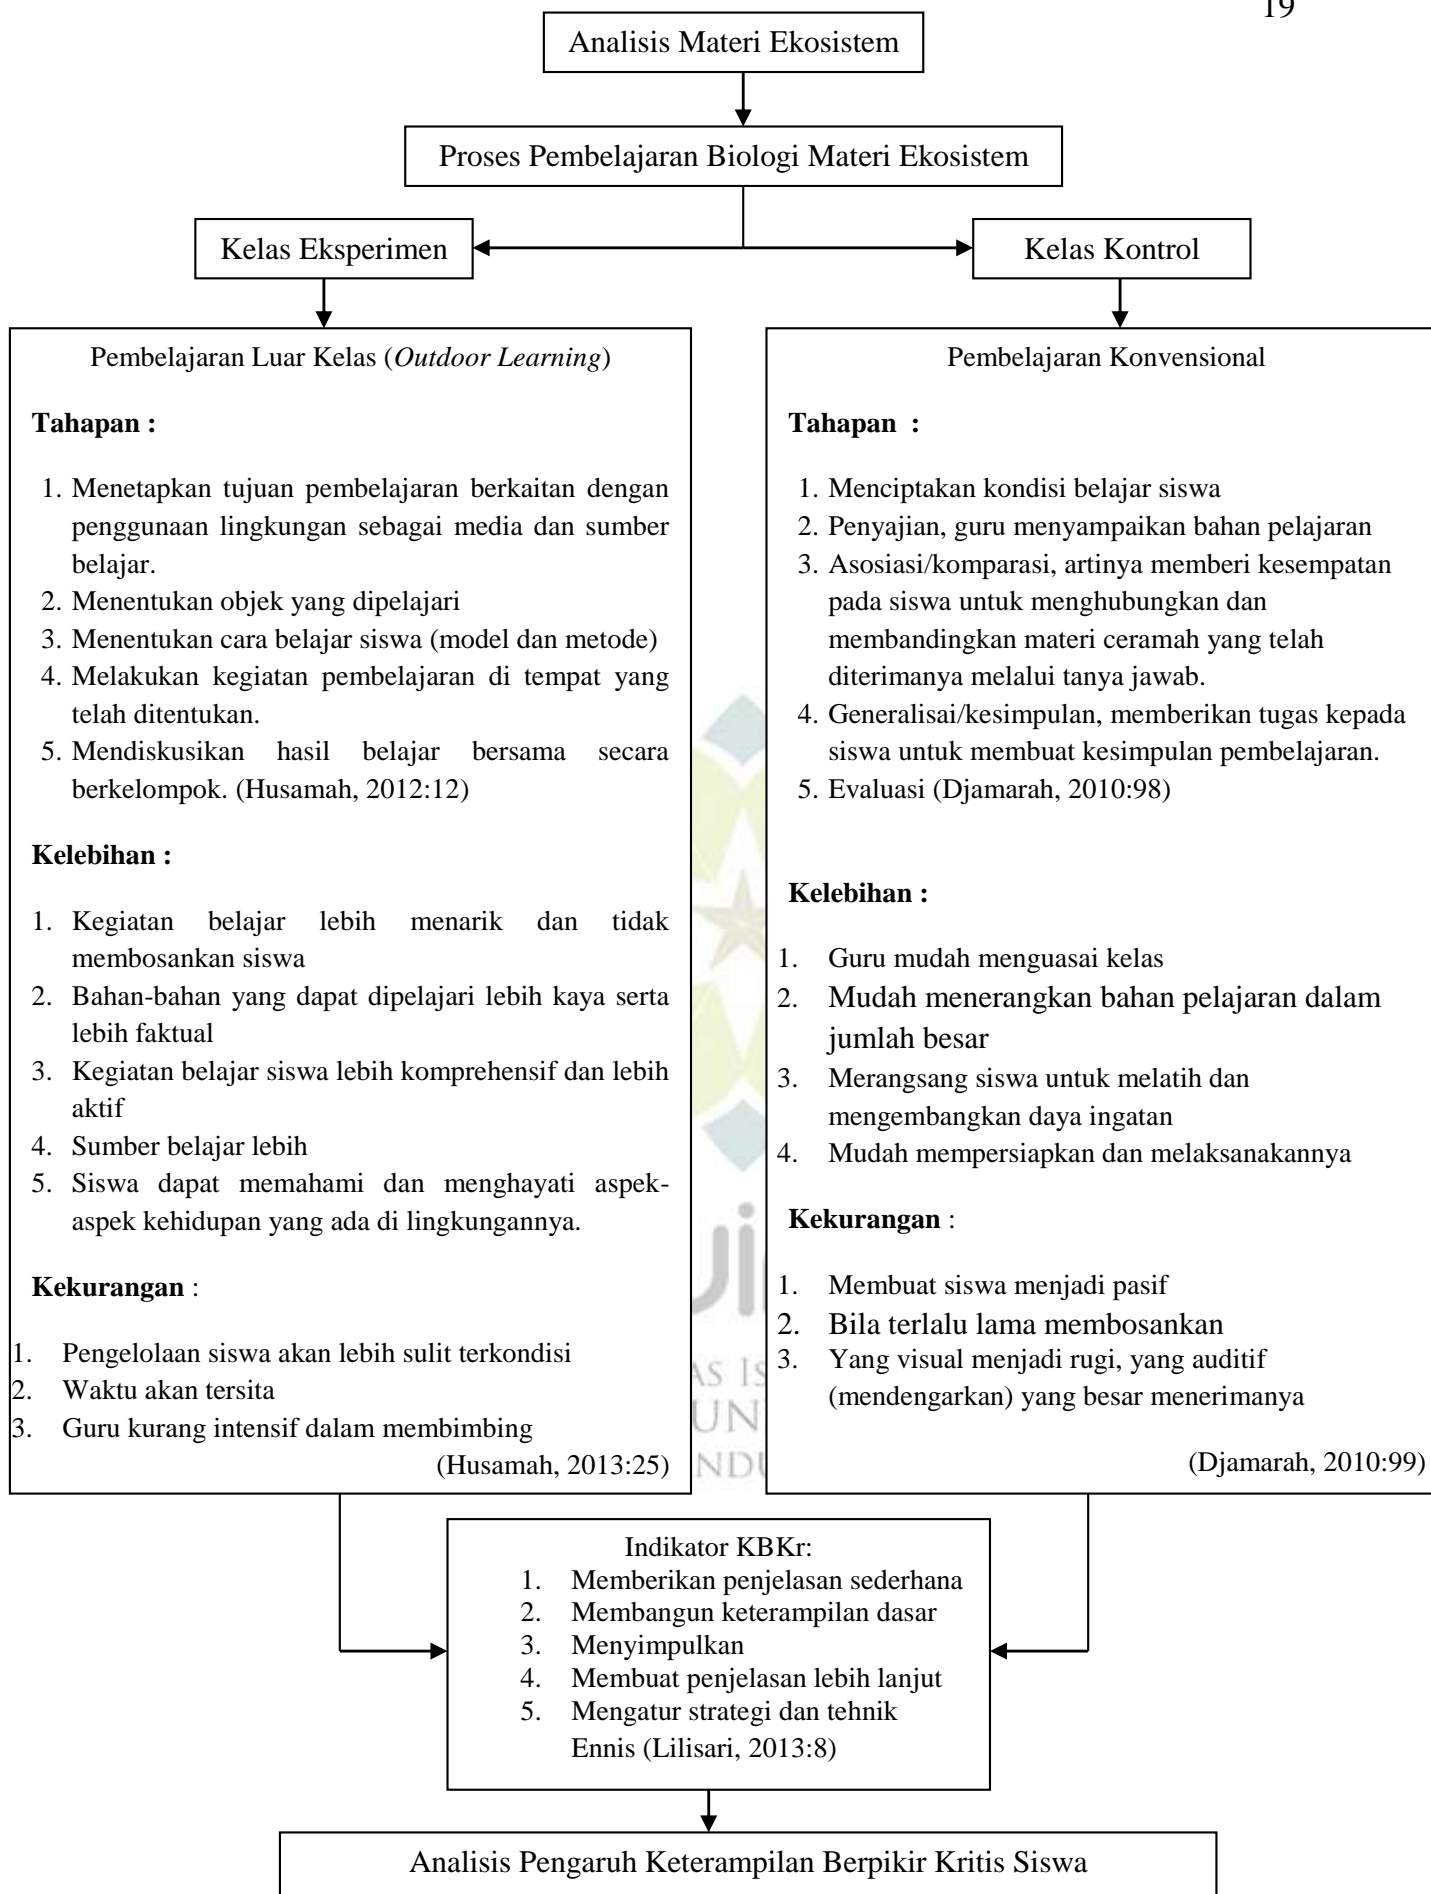 19
Analisis Materi Ekosistem
Proses Pembelajaran Biologi Materi Ekosistem
Kelas Eksperimen
Kelas Kontrol
Pembelajaran Luar Kelas (Outdoor Learning)
Tahapan :
1. Menetapkan tujuan pembelajaran berkaitan dengan
penggunaan lingkungan sebagai media dan sumber
belajar.
2. Menentukan objek yang dipelajari
3. Menentukan cara belajar siswa (model dan metode)
4. Melakukan kegiatan pembelajaran di tempat yang
telah ditentukan.
5. Mendiskusikan hasil belajar bersama secara
berkelompok. (Husamah, 2012:12)
Kelebihan :
1. Kegiatan belajar lebih menarik dan tidak
membosankan siswa
2. Bahan-bahan yang dapat dipelajari lebih kaya serta
lebih faktual
3. Kegiatan belajar siswa lebih komprehensif dan lebih
aktif
4. Sumber belajar lebih
5. Siswa dapat memahami dan menghayati aspek-
aspek kehidupan yang ada di lingkungannya.
Kekurangan :
1. Pengelolaan siswa akan lebih sulit terkondisi
2. Waktu akan tersita
3. Guru kurang intensif dalam membimbing
(Husamah, 2013:25)
Pembelajaran Konvensional
Tahapan :
1. Menciptakan kondisi belajar siswa
2. Penyajian, guru menyampaikan bahan pelajaran
3. Asosiasi/komparasi, artinya memberi kesempatan
pada siswa untuk menghubungkan dan
membandingkan materi ceramah yang telah
diterimanya melalui tanya jawab.
4. Generalisai/kesimpulan, memberikan tugas kepada
siswa untuk membuat kesimpulan pembelajaran.
5. Evaluasi (Djamarah, 2010:98)
Kelebihan :
1. Guru mudah menguasai kelas
2. Mudah menerangkan bahan pelajaran dalam
jumlah besar
3. Merangsang siswa untuk melatih dan
mengembangkan daya ingatan
4. Mudah mempersiapkan dan melaksanakannya
Kekurangan :
1. Membuat siswa menjadi pasif
2. Bila terlalu lama membosankan
3. Yang visual menjadi rugi, yang auditif
(mendengarkan) yang besar menerimanya
(Djamarah, 2010:99)
Indikator KBKr:
1. Memberikan penjelasan sederhana
2. Membangun keterampilan dasar
3. Menyimpulkan
4. Membuat penjelasan lebih lanjut
5. Mengatur strategi dan tehnik
Ennis (Lilisari, 2013:8)
Analisis Pengaruh Keterampilan Berpikir Kritis Siswa